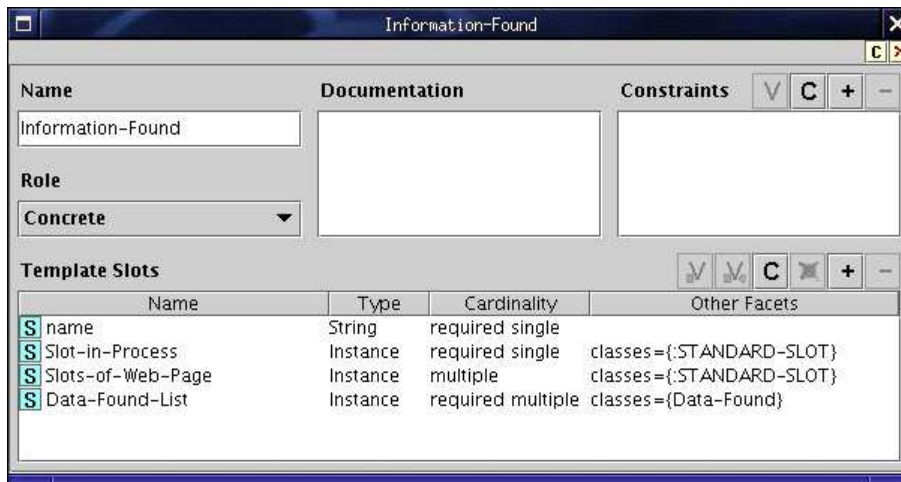 Information-Found
C
Name Documentation Constraints V C + −
Information-Found
Role
Concrete
Template Slots V V C + −
Name Type Cardinality Other Facets
S name String required single
S Slot-in-Process Instance required single classes={:STANDARD-SLOT}
S Slots-of-Web-Page Instance multiple classes={:STANDARD-SLOT}
S Data-Found-List Instance required multiple classes={Data-Found}